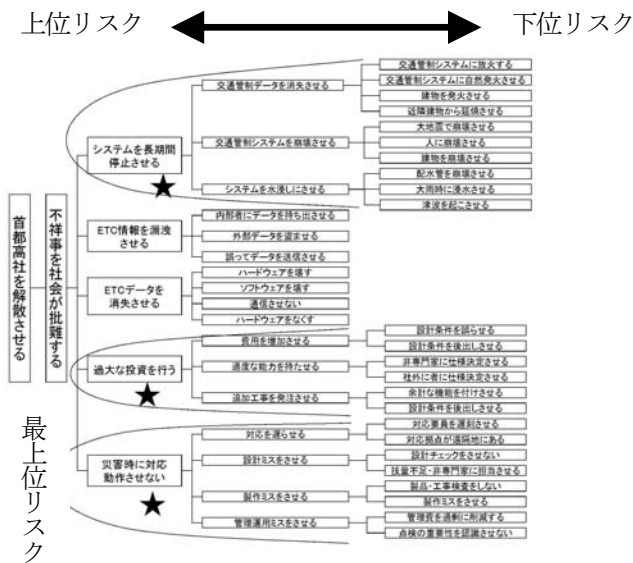 上位リスク
下位リスク
首都高社を解散させる
不祥事を社会が批難する
システムを長期間
停止させる
交通管制データを消失させる
交通管制システムに放火する
交通管制システムに自然発火させる
建物を発火させる
近隣建物から延焼させる
交通管制システムを崩壊させる
大地震で崩壊させる
人に崩壊させる
建物を崩壊させる
システムを水浸しにさせる
配水管を崩壊させる
大雨時に浸水させる
津波を起こさせる
ETC情報を漏洩
させる
内部者にデータを持ち出させる
外部データを盗ませる
誤ってデータを送信させる
ETCデータを
消失させる
ハードウェアを壊す
ソフトウェアを壊す
通信させない
ハードウェアをなくす
過大な投資を行う
費用を増加させる
設計条件を誤らせる
設計条件を後出しさせる
過度な能力を持たせる
非専門家に仕様決定させる
社外に者に仕様決定させる
追加工事を発注させる
余計な機能を付けさせる
設計条件を後出しさせる
災害時に対応
動作させない
対応を遅らせる
対応要員を遅刻させる
対応拠点が遠隔地にある
設計ミスをさせる
設計チェックをさせない
技量不足・非専門家に担当させる
製作ミスをさせる
製品・工事検査をしない
製作ミスをさせる
管理運用ミスをさせる
管理費を過剰に削減する
点検の重要性を認識させない
最上位リスク